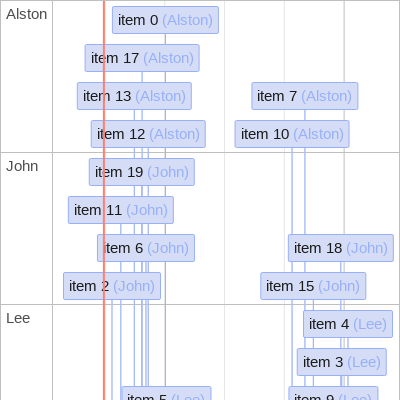 Alston
item 0 (Alston)
item 17 (Alston)
item 13 (Alston)
item 7 (Alston)
item 12 (Alston)
item 10 (Alston)
John
item 19 (John)
item 11 (John)
item 6 (John)
item 18 (John)
item 2 (John)
item 15 (John)
Lee
item 4 (Lee)
item 3 (Lee)
item 5 (Lee)
item 9 (Lee)